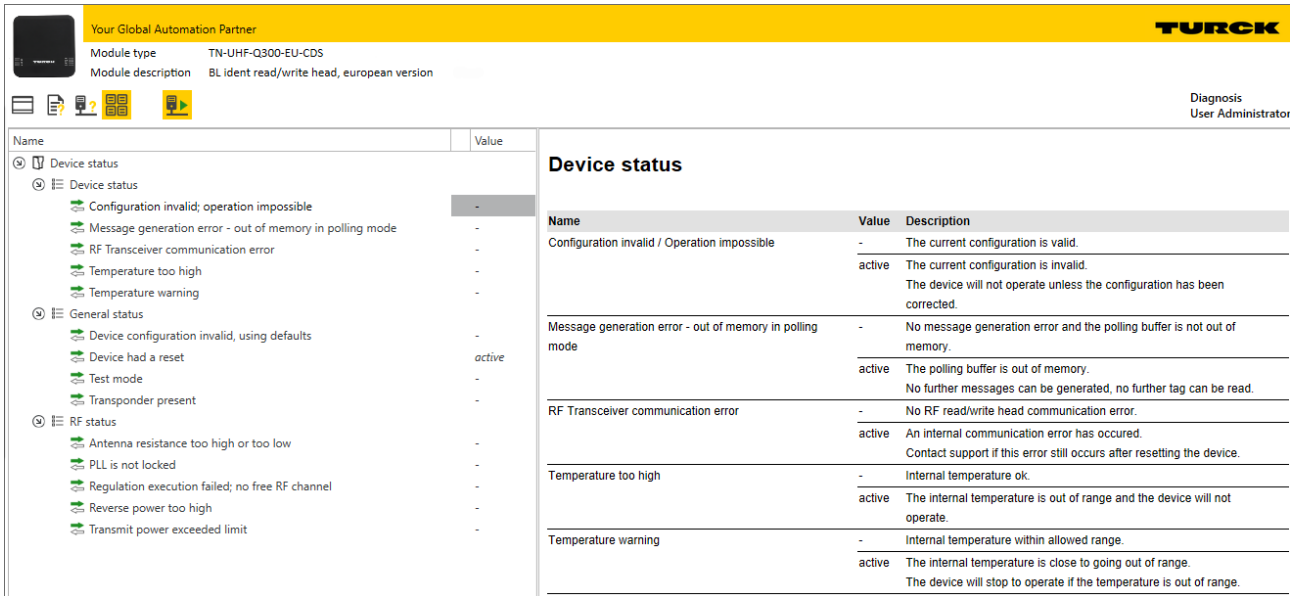 Your Global Automation Partner
TURCK
Module type TN-UHF-Q300-EU-CDS
Module description BL ident read/write head, european version
Diagnosis
User Administrator
Name Value
Device status
Device status
Configuration invalid; operation impossible -
Message generation error - out of memory in polling mode -
RF Transceiver communication error -
Temperature too high -
Temperature warning -
General status
Device configuration invalid, using defaults -
Device had a reset active
Test mode -
Transponder present -
RF status
Antenna resistance too high or too low -
PLL is not locked -
Regulation execution failed; no free RF channel -
Reverse power too high -
Transmit power exceeded limit -
Device status
Name Value Description
Configuration invalid / Operation impossible - The current configuration is valid.
active The current configuration is invalid.
The device will not operate unless the configuration has been
corrected.
Message generation error - out of memory in polling - No message generation error and the polling buffer is not out of
mode memory.
active The polling buffer is out of memory.
No further messages can be generated, no further tag can be read.
RF Transceiver communication error - No RF read/write head communication error.
active An internal communication error has occured.
Contact support if this error still occurs after resetting the device.
Temperature too high - Internal temperature ok.
active The internal temperature is out of range and the device will not
operate.
Temperature warning - Internal temperature within allowed range.
active The internal temperature is close to going out of range.
The device will stop to operate if the temperature is out of range.